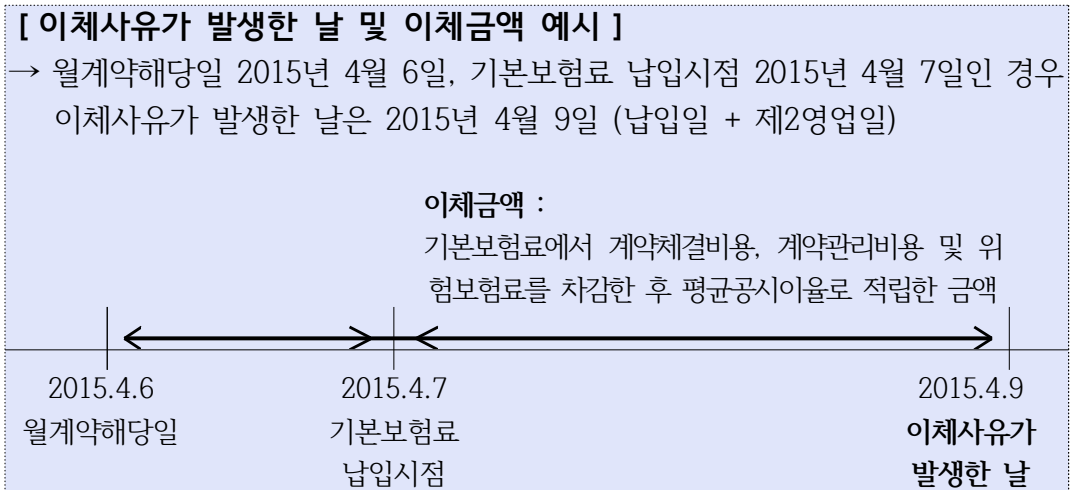 [ 이체사유가 발생한 날 및 이체금액 예시 ]
→ 월계약해당일 2015년 4월 6일, 기본보험료 납입시점 2015년 4월 7일인 경우
이체사유가 발생한 날은 2015년 4월 9일 (납입일 + 제2영업일)
이체금액 :
기본보험료에서 계약체결비용, 계약관리비용 및 위
험보험료를 차감한 후 평균공시이율로 적립한 금액
2015.4.6 2015.4.7 2015.4.9
월계약해당일 기본보험료 이체사유가
납입시점 발생한 날